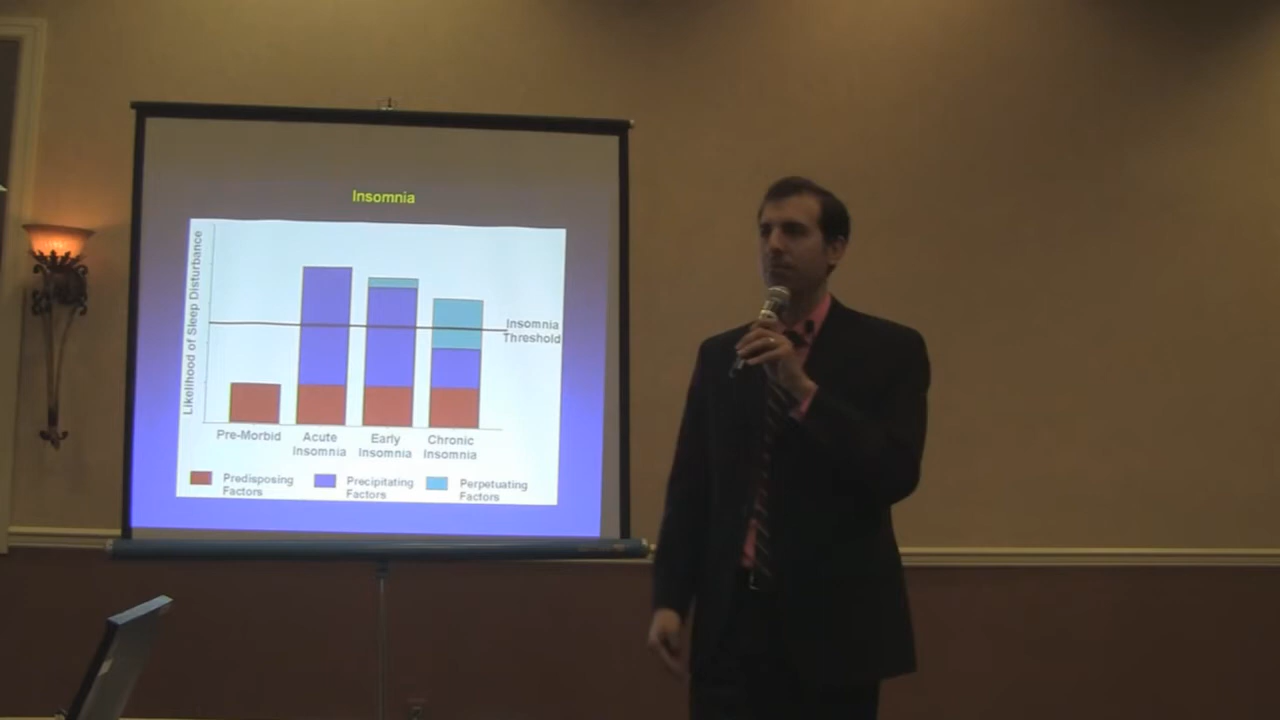 Insomnia
Likelihood of Sleep Disturbance
Insomnia
Threshold
Pre-Morbid
Acute
Insomnia
Early
Insomnia
Chronic
Insomnia
Predisposing
Factors
Precipitating
Factors
Perpetuating
Factors